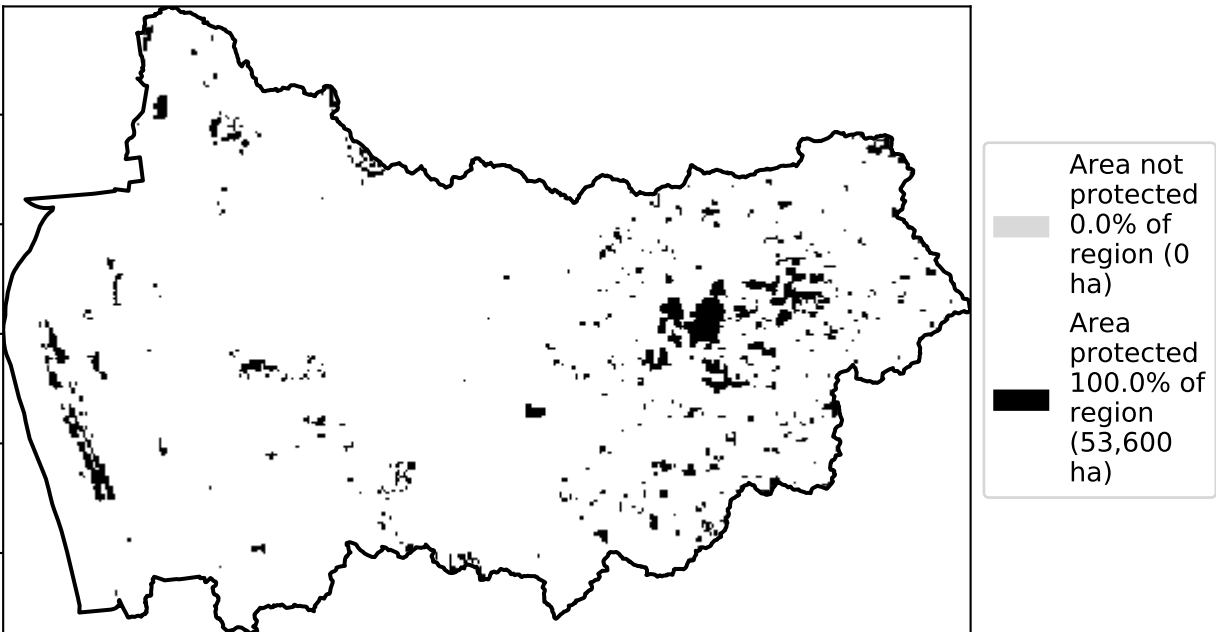 Area not
protected
0.0% of
region (0
ha)
Area
protected
100.0% of
region
(53,600
ha)